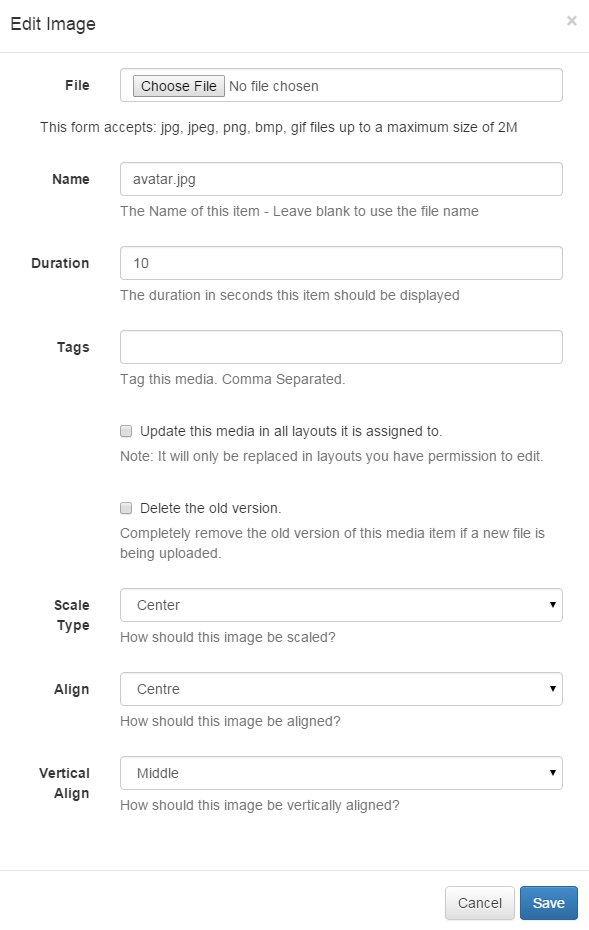 Edit Image
×
File
Choose File No file chosen
This form accepts: jpg, jpeg, png, bmp, gif files up to a maximum size of 2M
Name
avatar.jpg
The Name of this item - Leave blank to use the file name
Duration
10
The duration in seconds this item should be displayed
Tags
Tag this media. Comma Separated.
Update this media in all layouts it is assigned to.
Note: It will only be replaced in layouts you have permission to edit.
Delete the old version.
Completely remove the old version of this media item if a new file is
being uploaded.
Scale
Type
Center
How should this image be scaled?
Align
Centre
How should this image be aligned?
Vertical
Align
Middle
How should this image be vertically aligned?
Cancel
Save